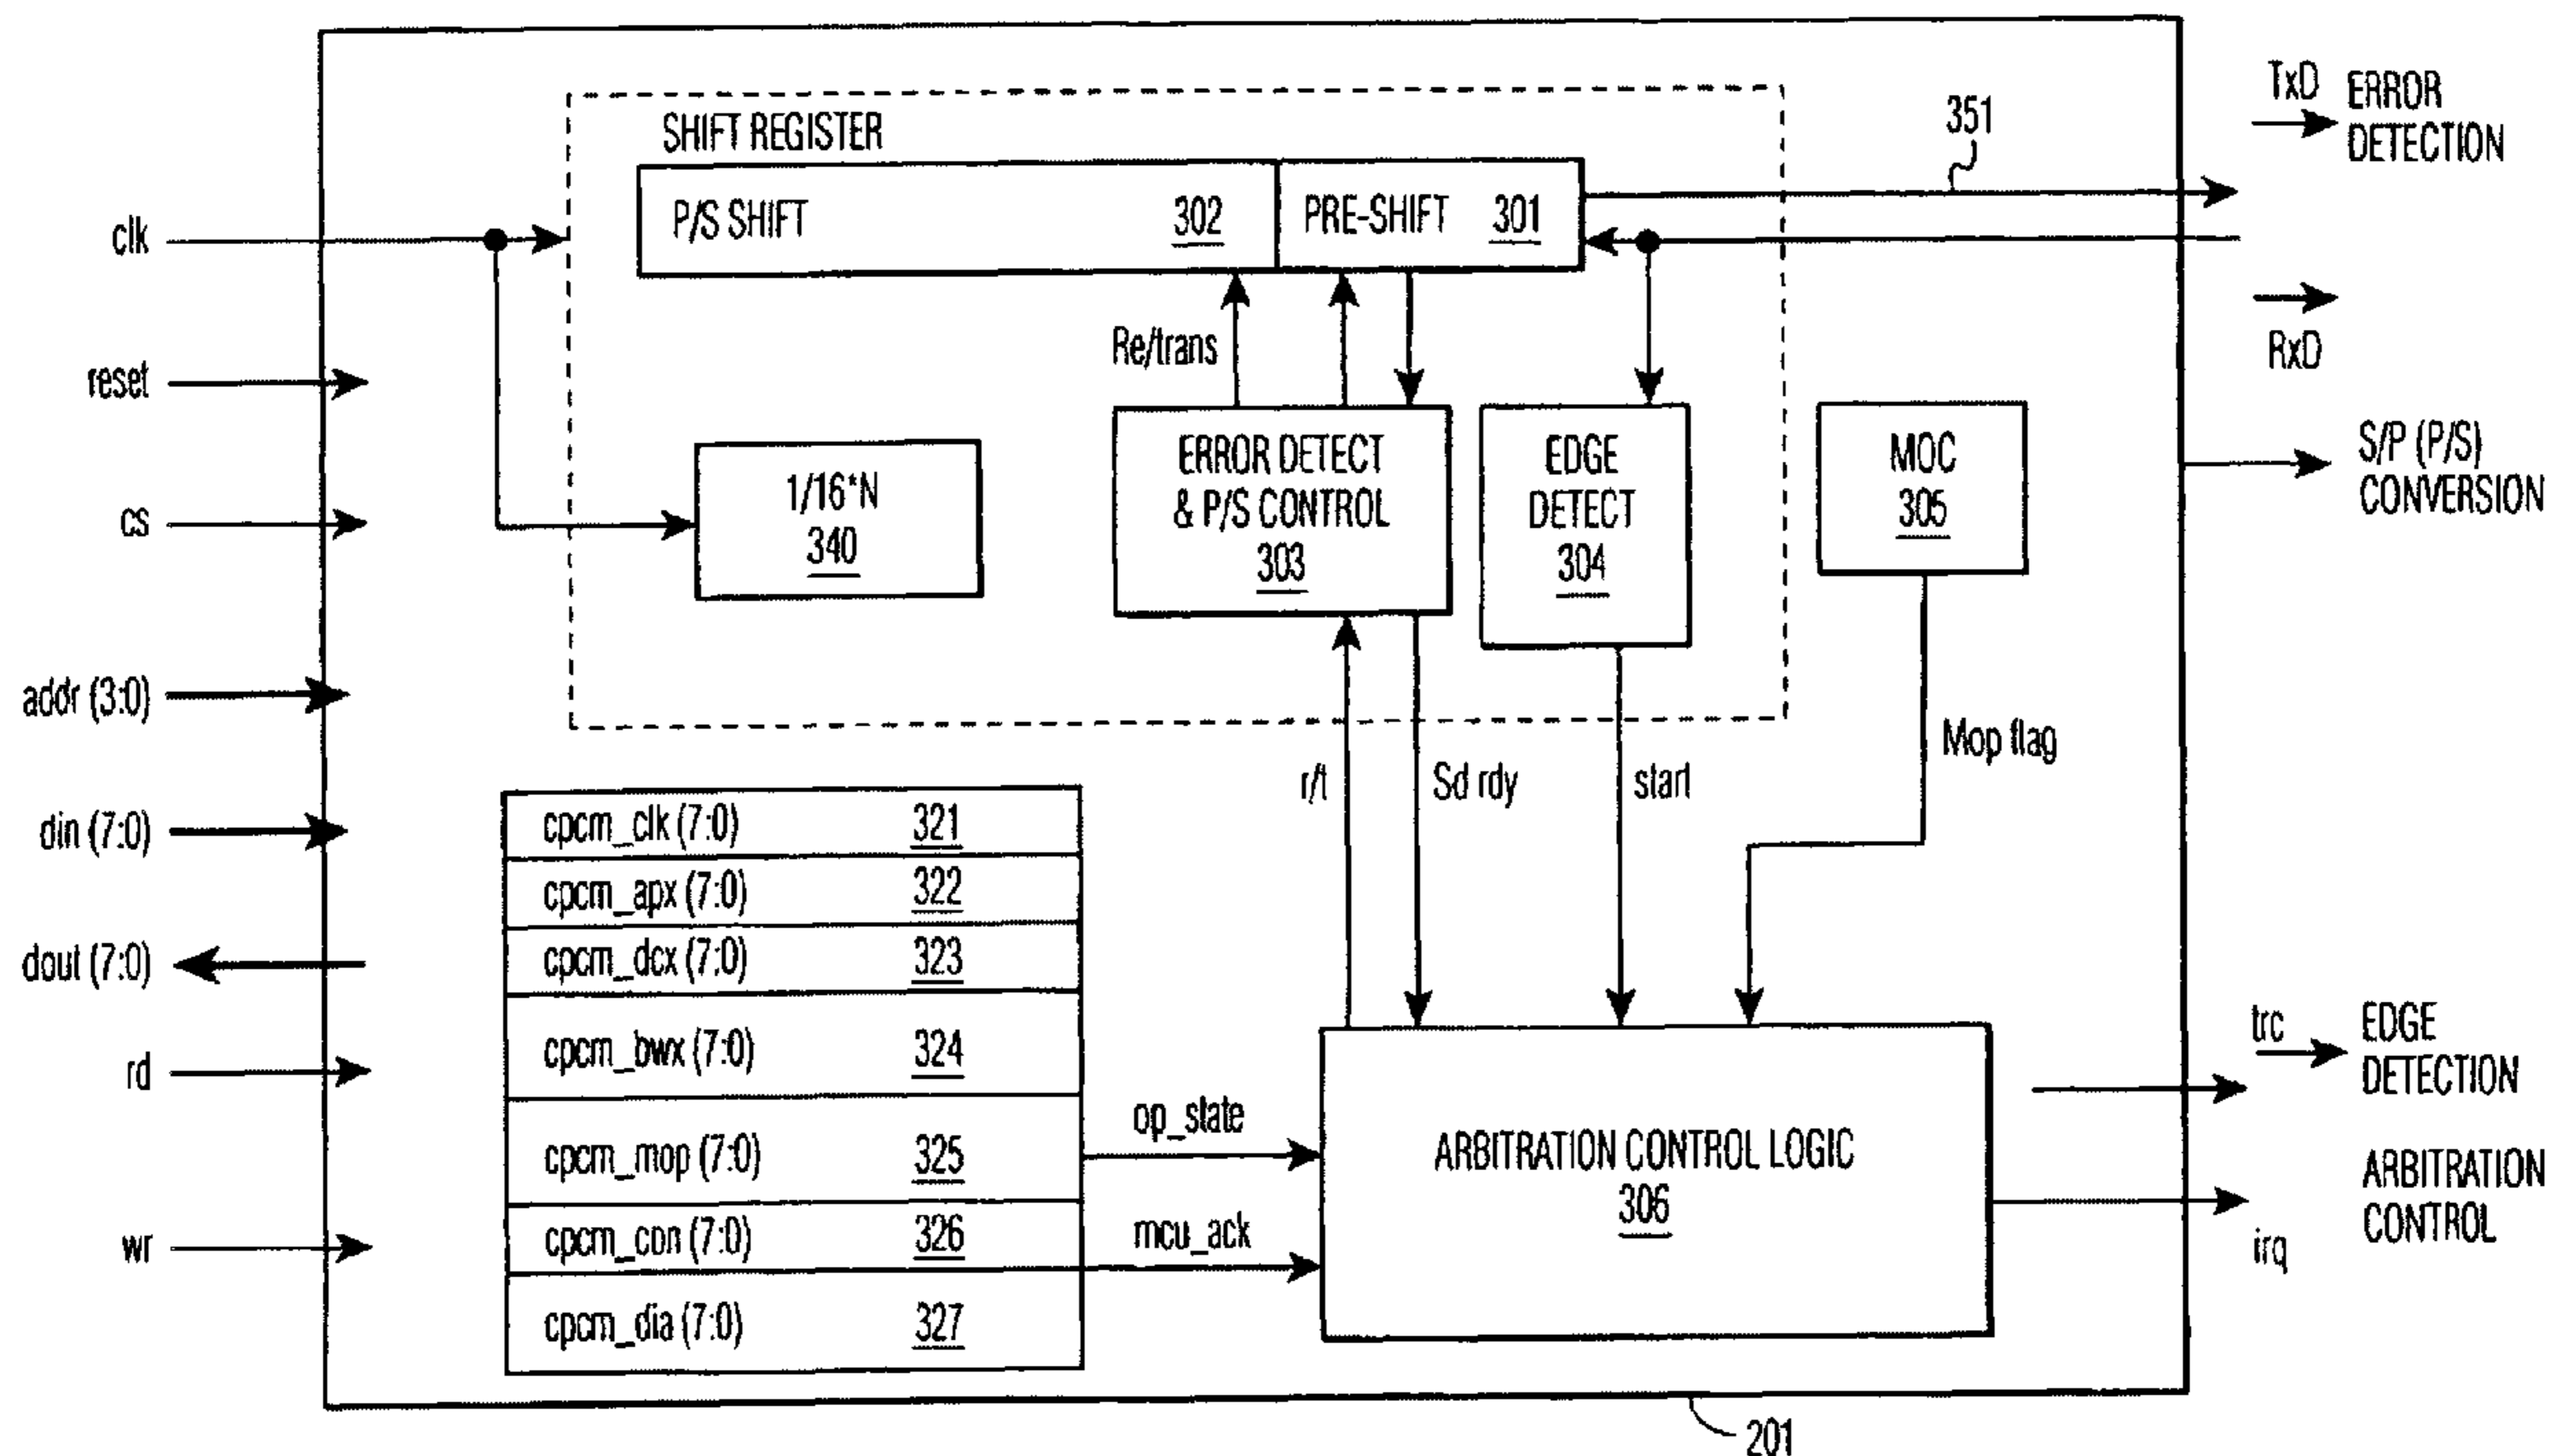 TxD
ERROR
DETECTION
351
SHIFT REGISTER
P/S SHIFT 302
PRE-SHIFT 301
clk
RxD
Re/trans
reset
1/16*N
340
ERROR DETECT
& P/S CONTROL
303
EDGE
DETECT
304
MOC
305
S/P (P/S)
CONVERSION
cs
addr (3:0)
r/t
Sd rdy
start
Mop flag
din (7:0)
dout (7:0)
rd
wr
cpcm_clk (7:0) 321
cpcm_apx (7:0) 322
cpcm_dcx (7:0) 323
cpcm_bwx (7:0) 324
cpcm_mop (7:0) 325
cpcm_con (7:0) 326
cpcm_dia (7:0) 327
op_state
mcu_ack
ARBITRATION CONTROL LOGIC
306
trc
EDGE
DETECTION
ARBITRATION
CONTROL
irq
201